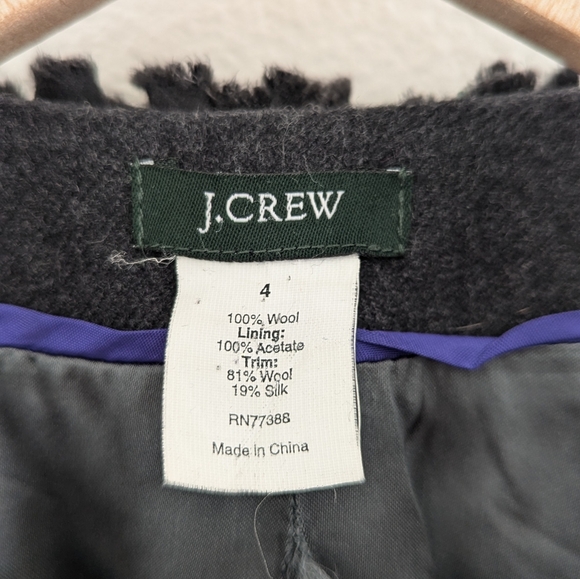 J.CREW
4
100% Wool
Lining:
100% Acetate
Trim:
81% Wool
19% Silk
RN77388
Made in China